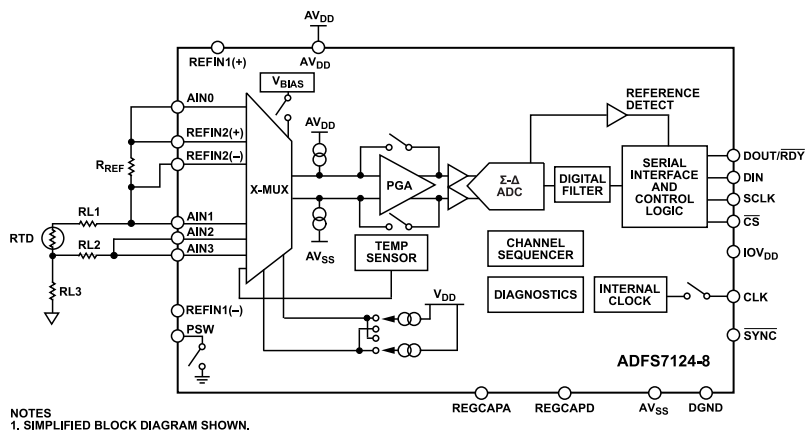 AVDD
REFIN1(+)
AVDD
VBIAS
AIN0
REFIN2(+)
REFIN2(−)
RREF
X-MUX
AVDD
AVSS
PGA
Σ-Δ
ADC
DIGITAL
FILTER
REFERENCE
DETECT
SERIAL
INTERFACE
AND
CONTROL
LOGIC
DOUT/RDY
DIN
SCLK
CS
IOVDD
CLK
SYNC
RTD
RL1
RL2
RL3
AIN1
AIN2
AIN3
TEMP
SENSOR
CHANNEL
SEQUENCER
DIAGNOSTICS
INTERNAL
CLOCK
VDD
REFIN1(−)
PSW
ADFS7124-8
REGCAPA
REGCAPD
AVSS
DGND
NOTES
1. SIMPLIFIED BLOCK DIAGRAM SHOWN.